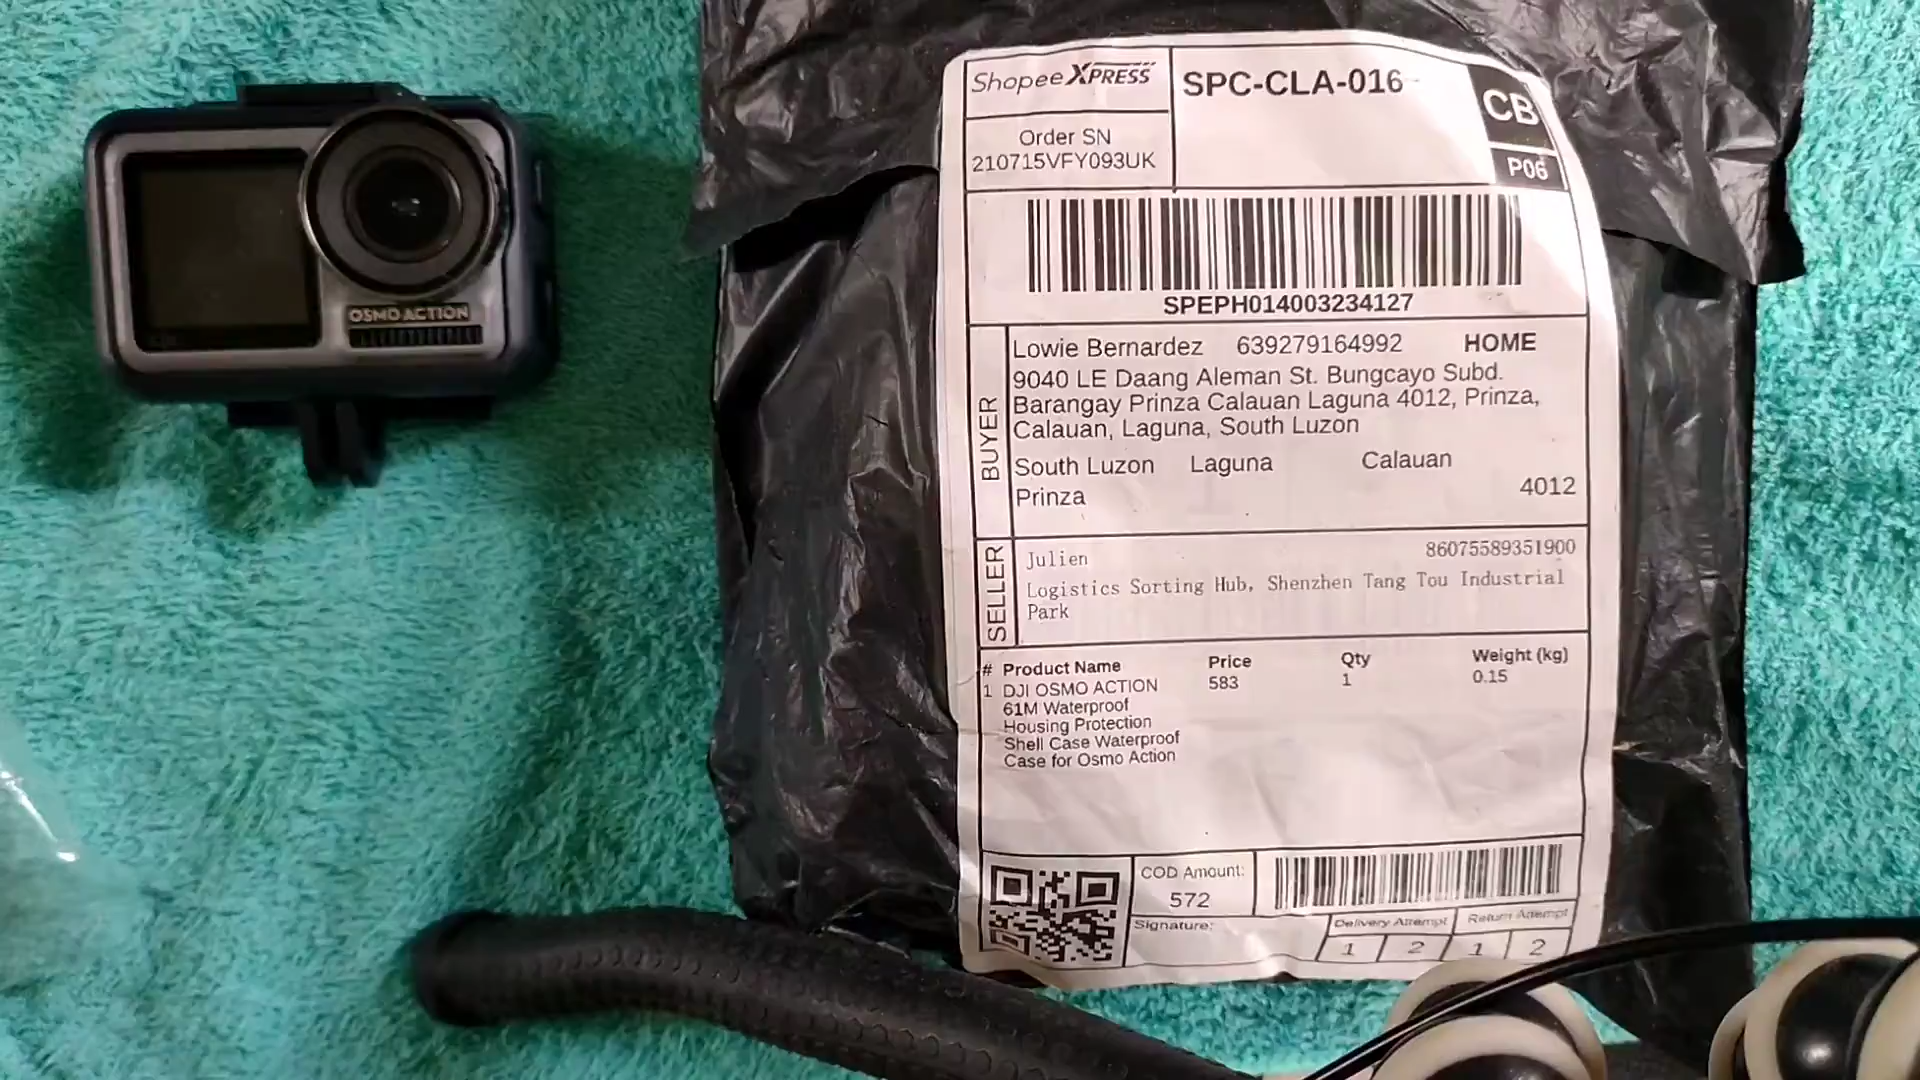 OSMO ACTION
Shopee XPRESS
SPC-CLA-016
CB
P06
Order SN
210715VFY093UK
SPEPH014003234127
BUYER
Lowie Bernardez 639279164992 HOME
9040 LE Daang Aleman St. Bungcayo Subd.
Barangay Prinza Calauan Laguna 4012, Prinza,
Calauan, Laguna, South Luzon
South Luzon Laguna Calauan
Prinza 4012
SELLER
Julien 86075589351900
Logistics Sorting Hub, Shenzhen Tang Tou Industrial
Park
# Product Name Price Qty Weight (kg)
1 DJI OSMO ACTION 583 1 0.15
61M Waterproof
Housing Protection
Shell Case Waterproof
Case for Osmo Action
COD Amount:
572
Signature:
Delivery Attempt Return Attempt
1 2 1 2